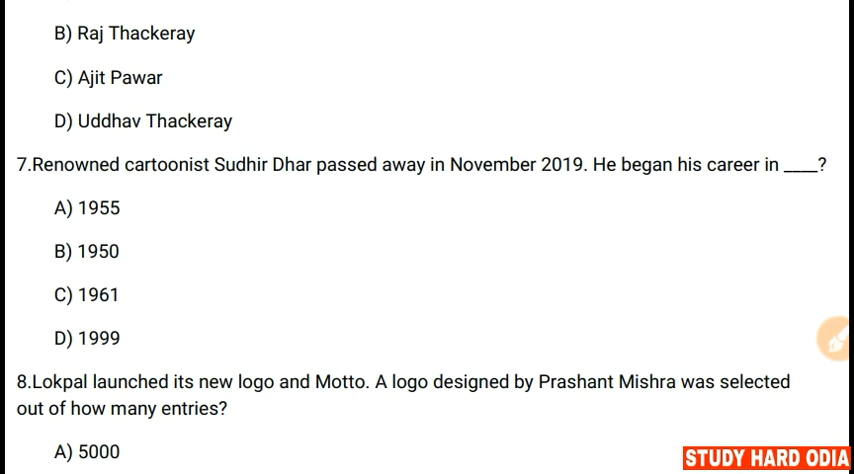 B) Raj Thackeray
C) Ajit Pawar
D) Uddhav Thackeray
7.Renowned cartoonist Sudhir Dhar passed away in November 2019. He began his career in ____?
A) 1955
B) 1950
C) 1961
D) 1999
8.Lokpal launched its new logo and Motto. A logo designed by Prashant Mishra was selected
out of how many entries?
A) 5000
STUDY HARD ODIA